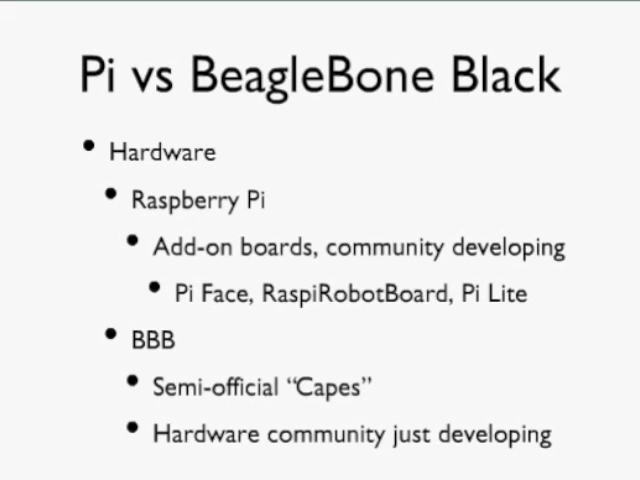 Pi vs BeagleBone Black
• Hardware
• Raspberry Pi
• Add-on boards, community developing
• Pi Face, RaspiRobotBoard, Pi Lite
• BBB
• Semi-official “Capes”
• Hardware community just developing